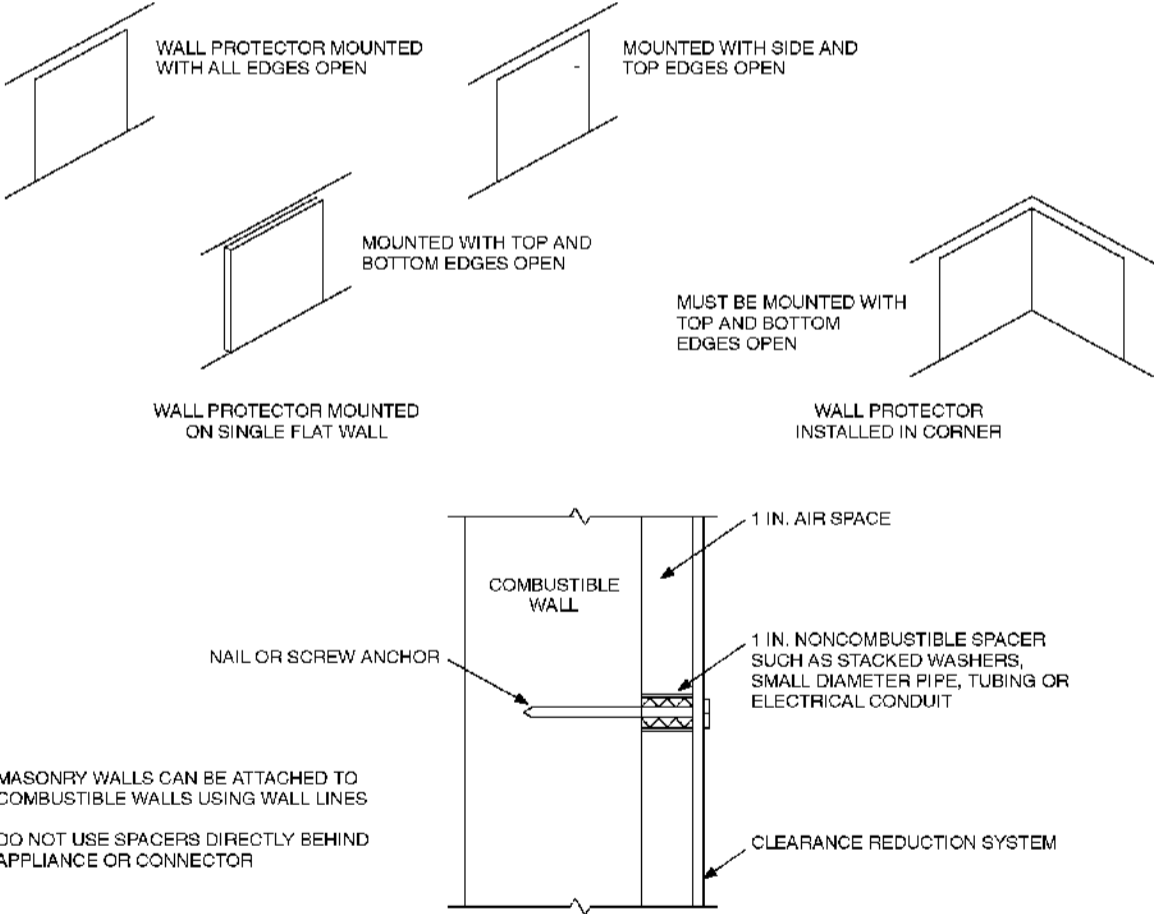 WALL PROTECTOR MOUNTED
WITH ALL EDGES OPEN
MOUNTED WITH SIDE AND
TOP EDGES OPEN
MOUNTED WITH TOP AND
BOTTOM EDGES OPEN
MUST BE MOUNTED WITH
TOP AND BOTTOM
EDGES OPEN
WALL PROTECTOR MOUNTED
ON SINGLE FLAT WALL
WALL PROTECTOR
INSTALLED IN CORNER
1 IN. AIR SPACE
COMBUSTIBLE
WALL
NAIL OR SCREW ANCHOR
1 IN. NONCOMBUSTIBLE SPACER
SUCH AS STACKED WASHERS,
SMALL DIAMETER PIPE, TUBING OR
ELECTRICAL CONDUIT
MASONRY WALLS CAN BE ATTACHED TO
COMBUSTIBLE WALLS USING WALL LINES
DO NOT USE SPACERS DIRECTLY BEHIND
APPLIANCE OR CONNECTOR
CLEARANCE REDUCTION SYSTEM